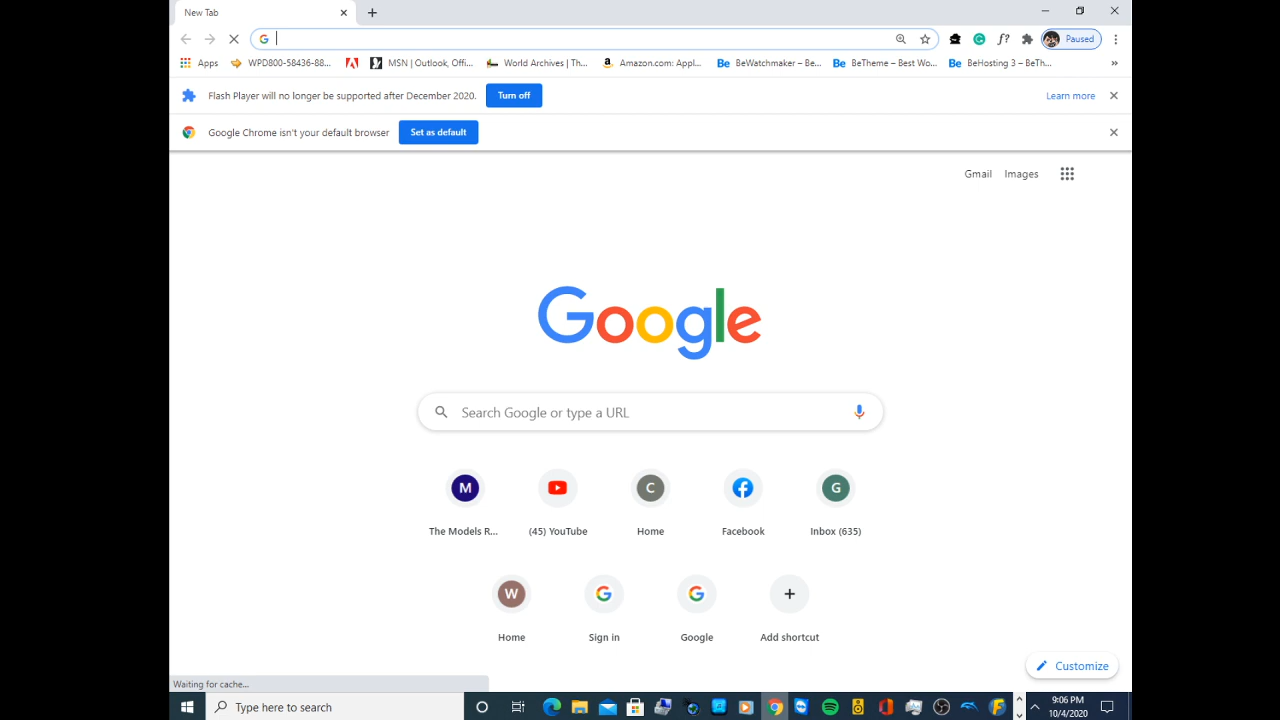 New Tab
Paused
Apps
WPD800-58436-88...
MSN | Outlook, Offi...
World Archives | Th...
Amazon.com: Appl...
BeWatchmaker – Be...
BeTheme – Best Wo...
BeHosting 3 – BeTh...
Flash Player will no longer be supported after December 2020.
Turn off
Learn more
Google Chrome isn't your default browser
Set as default
Gmail
Images
Google
Search Google or type a URL
The Models R...
(45) YouTube
Home
Facebook
Inbox (635)
Home
Sign in
Google
Add shortcut
Customize
Waiting for cache...
Type here to search
9:06 PM
10/4/2020